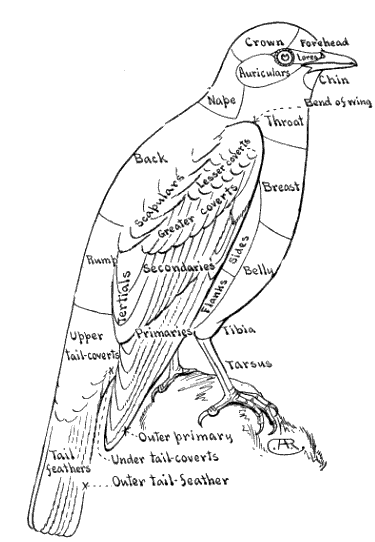 Crown
Forehead
Lores
Auriculars
Chin
Nape
Bend of wing
Throat
Back
Lesser coverts
Scapulars
Greater coverts
Breast
Sides
Rump
Secondaries
Belly
Tertials
Flanks
Upper
tail-coverts
Primaries
Tibia
Tarsus
Outer primary
AR
Tail
feathers
Under tail-coverts
Outer tail-feather